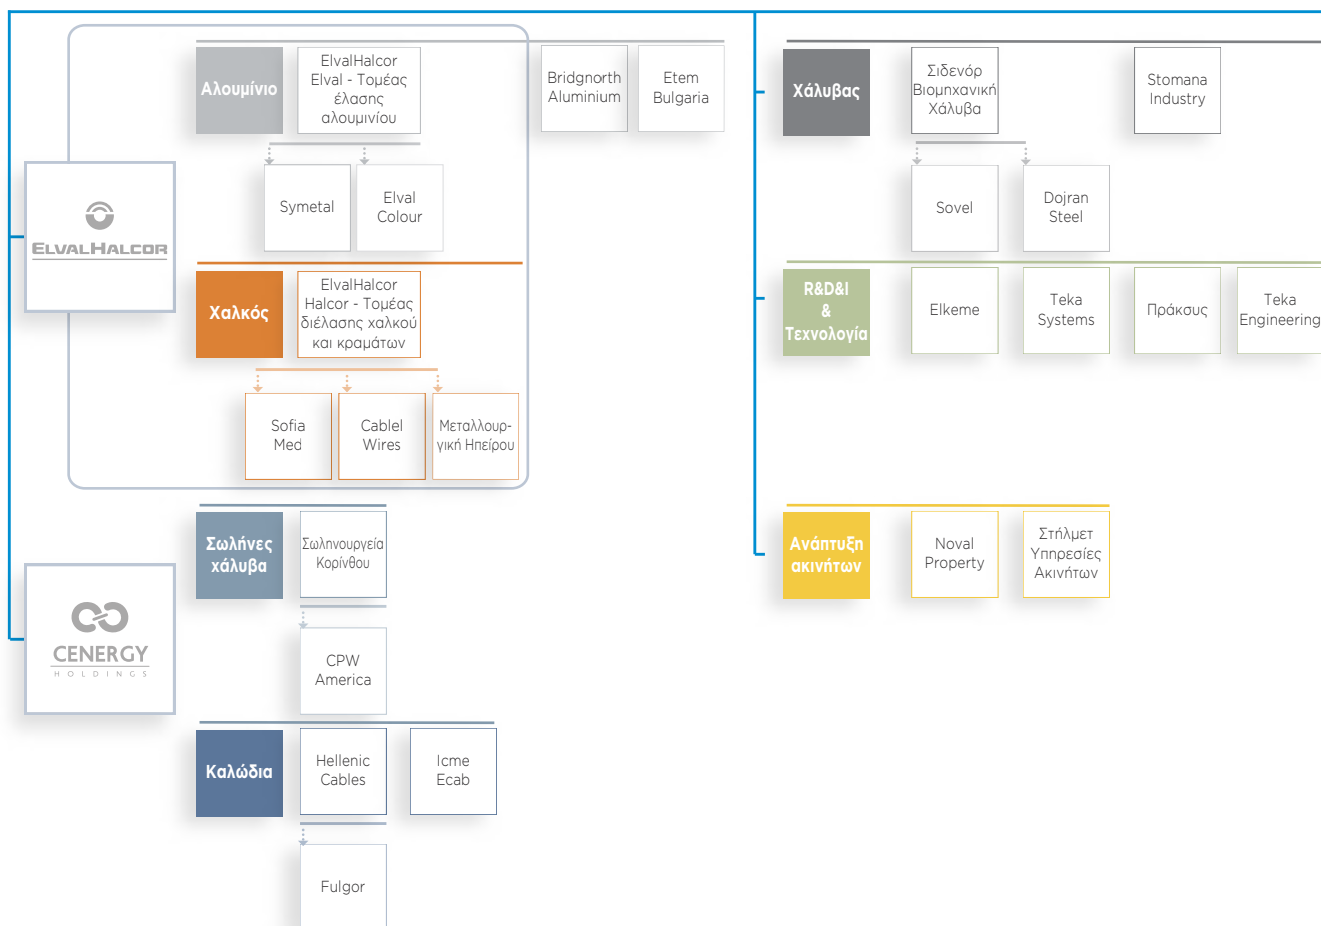 Αλουμίνιο
ElvalHalcor
Elval - Τομέας
έλασης
αλουμινίου
Bridgnorth
Aluminium
Etem
Bulgaria
Symetal
Elval
Colour
ELVALHALCOR
Χαλκός
ElvalHalcor
Halcor - Τομέας
διέλασης χαλκού
και κραμάτων
Sofia
Med
Cablel
Wires
Μεταλλουρ-
γική Ηπείρου
Σωλήνες
χάλυβα
Σωληνουργεία
Κορίνθου
CENERGY
HOLDINGS
CPW
America
Καλώδια
Hellenic
Cables
Icme
Ecab
Fulgor
Χάλυβας
Σιδενόρ
Βιομηχανική
Χάλυβα
Stomana
Industry
Sovel
Dojran
Steel
R&D&I
&
Τεχνολογία
Elkeme
Teka
Systems
Πράκσυς
Teka
Engineering
Ανάπτυξη
ακινήτων
Noval
Property
Στήλμετ
Υπηρεσίες
Ακινήτων